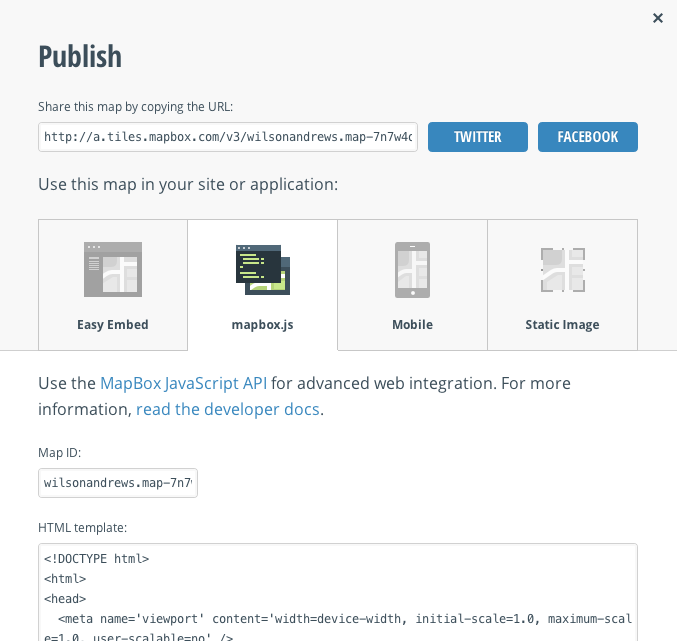 ×
Publish
Share this map by copying the URL:
http://a.tiles.mapbox.com/v3/wilsonandrews.map-7n7w4
TWITTER
FACEBOOK
Use this map in your site or application:
Easy Embed
mapbox.js
Mobile
Static Image
Use the MapBox JavaScript API for advanced web integration. For more
information, read the developer docs.
Map ID:
wilsonandrews.map-7n7
HTML template:
<!DOCTYPE html>
<html>
<head>
<meta name='viewport' content='width=device-width, initial-scale=1.0, maximum-scal
e=1.0, user-scalable=no' />